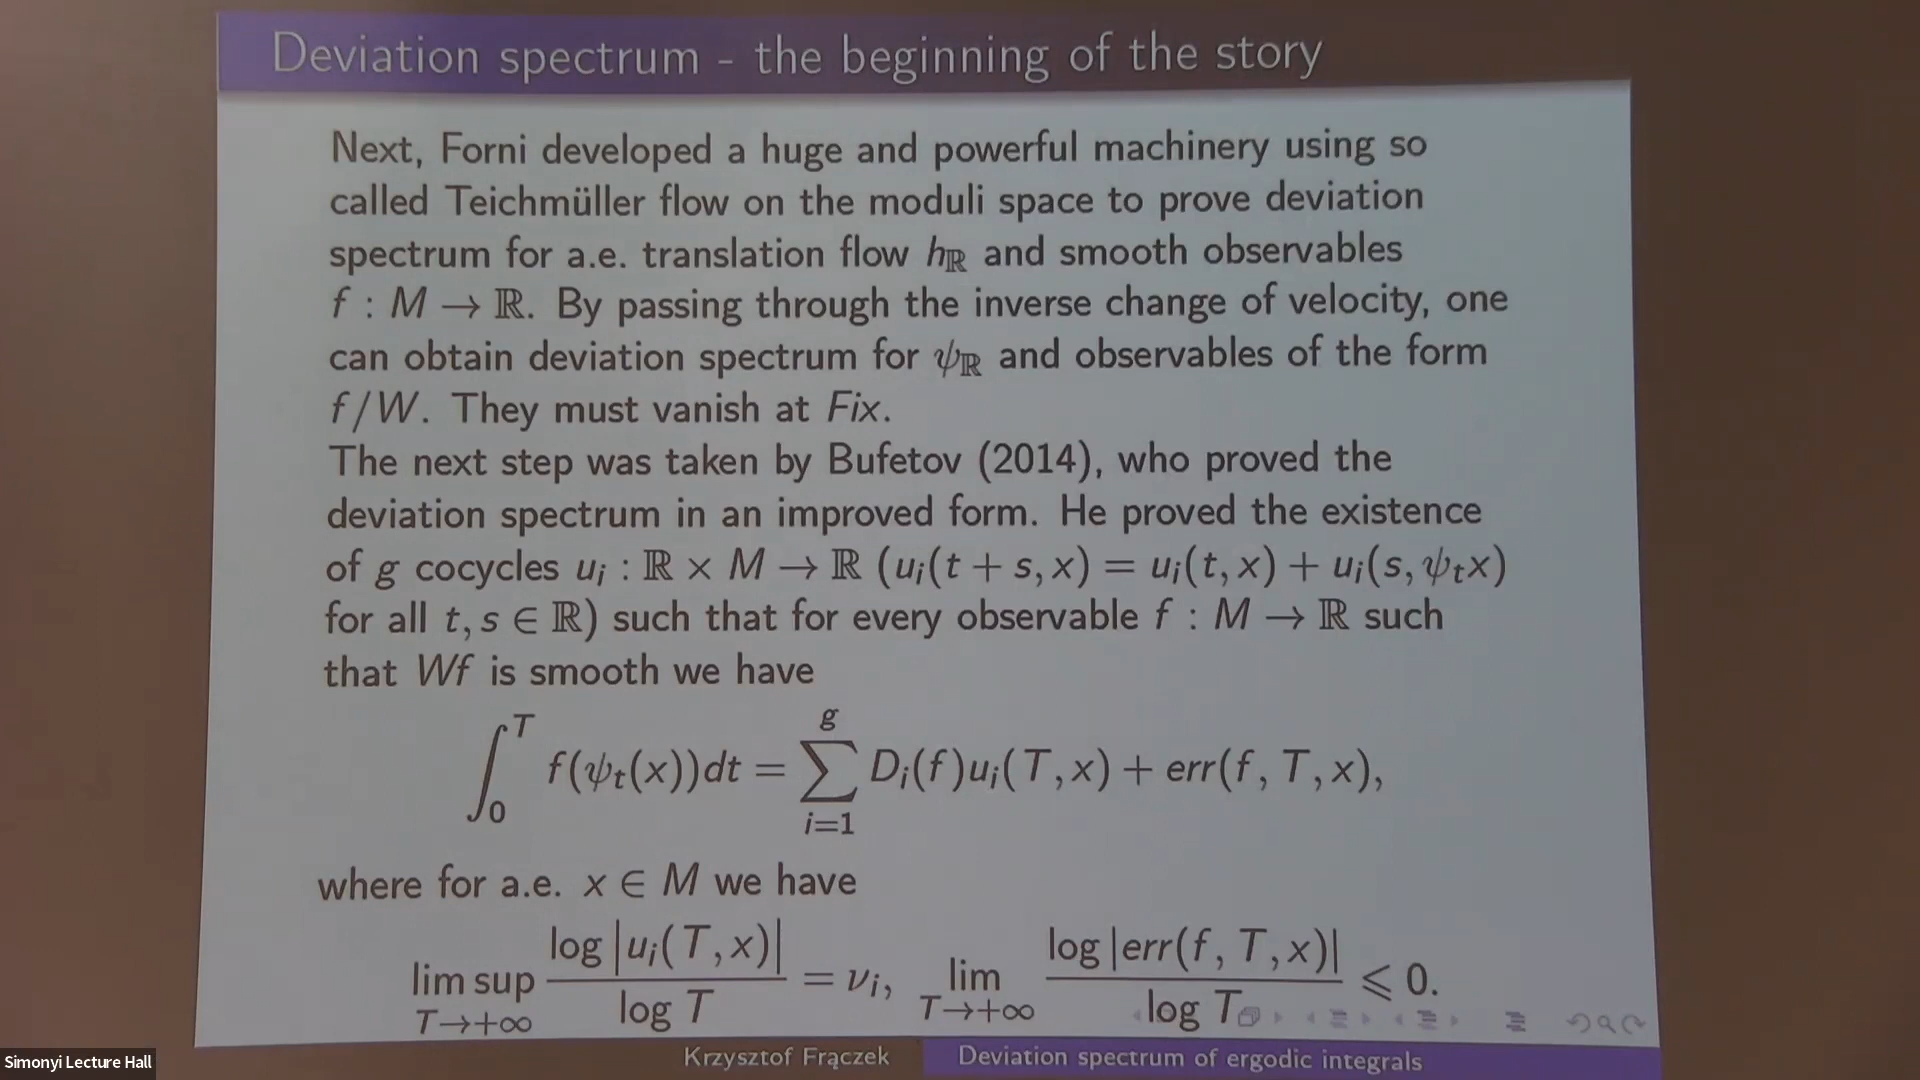 Deviation spectrum - the beginning of the story
Next, Forni developed a huge and powerful machinery using so
called Teichmüller flow on the moduli space to prove deviation
spectrum for a.e. translation flow h_ℝ and smooth observables
f : M → ℝ. By passing through the inverse change of velocity, one
can obtain deviation spectrum for ψ_ℝ and observables of the form
f/W. They must vanish at Fix.
The next step was taken by Bufetov (2014), who proved the
deviation spectrum in an improved form. He proved the existence
of g cocycles u_i : ℝ × M → ℝ (u_i(t + s, x) = u_i(t, x) + u_i(s, ψ_t x)
for all t, s ∈ ℝ) such that for every observable f : M → ℝ such
that Wf is smooth we have
∫_0^T f(ψ_t(x))dt = ∑_{i=1}^g D_i(f)u_i(T, x) + err(f, T, x),
where for a.e. x ∈ M we have
lim sup_{T→+∞} log |u_i(T, x)| / log T = ν_i, lim_{T→+∞} log |err(f, T, x)| / log T ⩽ 0.
Krzysztof Frączek Deviation spectrum of ergodic integrals
Simonyi Lecture Hall